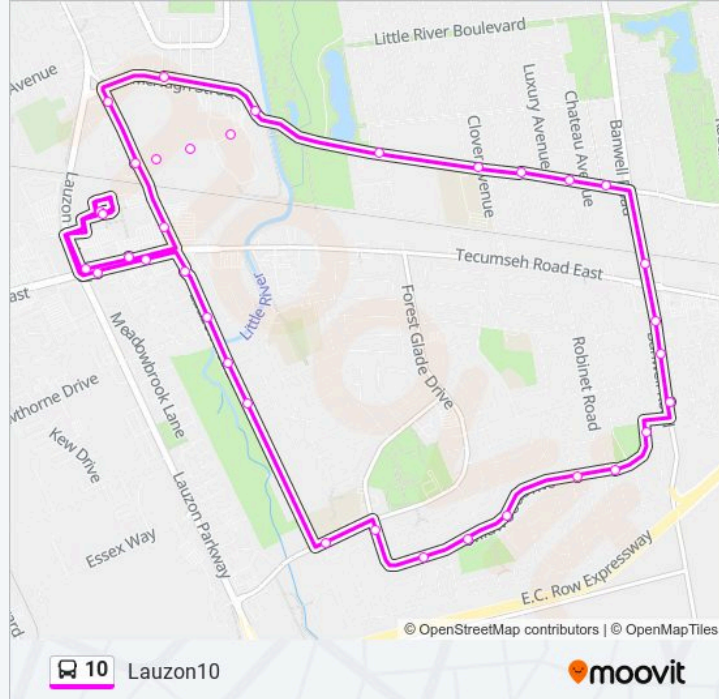 Little River Boulevard
Avenue
Luxury Avenue
Chateau Avenue
Banwell
Clover Avenue
Lauzon
Tecumseh Road East
East
Little River
Forest Glade Drive
Meadowbrook Lane
Robinet Road
wthorne Drive
Kew Drive
Lauzon Parkway
Essex Way
E.C. Row Expressway
© OpenStreetMap contributors | © OpenMapTiles
10 Lauzon10
moovit